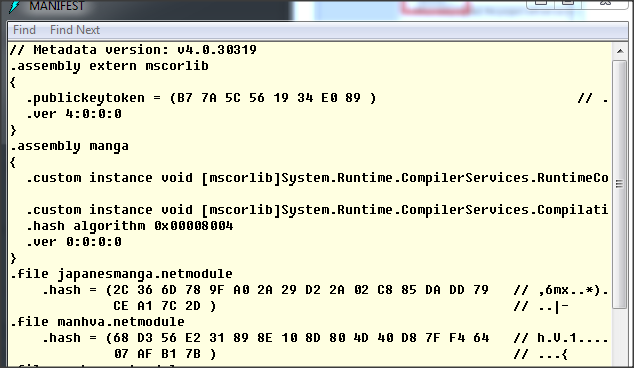 MANIFEST
Find Find Next
// Metadata version: v4.0.30319
.assembly extern mscorlib
{
  .publickeytoken = (B7 7A 5C 56 19 34 E0 89 ) // .
  .ver 4:0:0:0
}
.assembly manga
{
  .custom instance void [mscorlib]System.Runtime.CompilerServices.RuntimeCo
  .custom instance void [mscorlib]System.Runtime.CompilerServices.Compilati
  .hash algorithm 0x00008004
  .ver 0:0:0:0
}
.file japanesmanga.netmodule
    .hash = (2C 36 6D 78 9F A0 2A 29 D2 2A 02 C8 85 DA DD 79 // ,6mx..*).
             CE A1 7C 2D ) // ..|-
.file manhva.netmodule
    .hash = (68 D3 56 E2 31 89 8E 10 8D 80 4D 40 D8 7F F4 64 // h.V.1....
             07 AF B1 7B ) // ...{